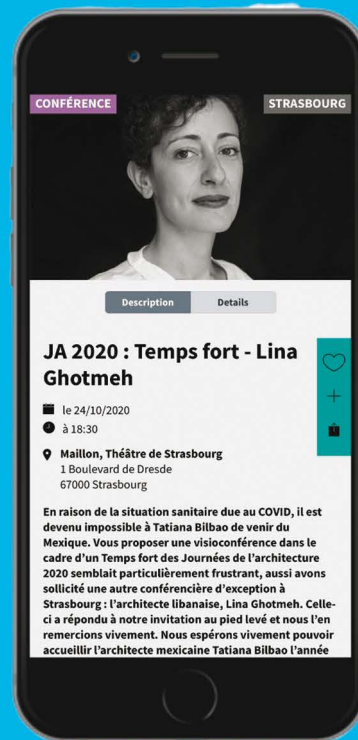 CONFÉRENCE
STRASBOURG
Description
Details
JA 2020 : Temps fort - Lina
Ghotmeh
le 24/10/2020
à 18:30
Maillon, Théâtre de Strasbourg
1 Boulevard de Dresde
67000 Strasbourg
En raison de la situation sanitaire due au COVID, il est
devenu impossible à Tatiana Bilbao de venir du
Mexique. Vous proposer une visioconférence dans le
cadre d'un Temps fort des Journées de l'architecture
2020 semblait particulièrement frustrant, aussi avons
sollicité une autre conférencière d'exception à
Strasbourg : l'architecte libanaise, Lina Ghotmeh. Celle-
ci a répondu à notre invitation au pied levé et nous l'en
remercions vivement. Nous espérons vivement pouvoir
accueillir l'architecte mexicaine Tatiana Bilbao l'année